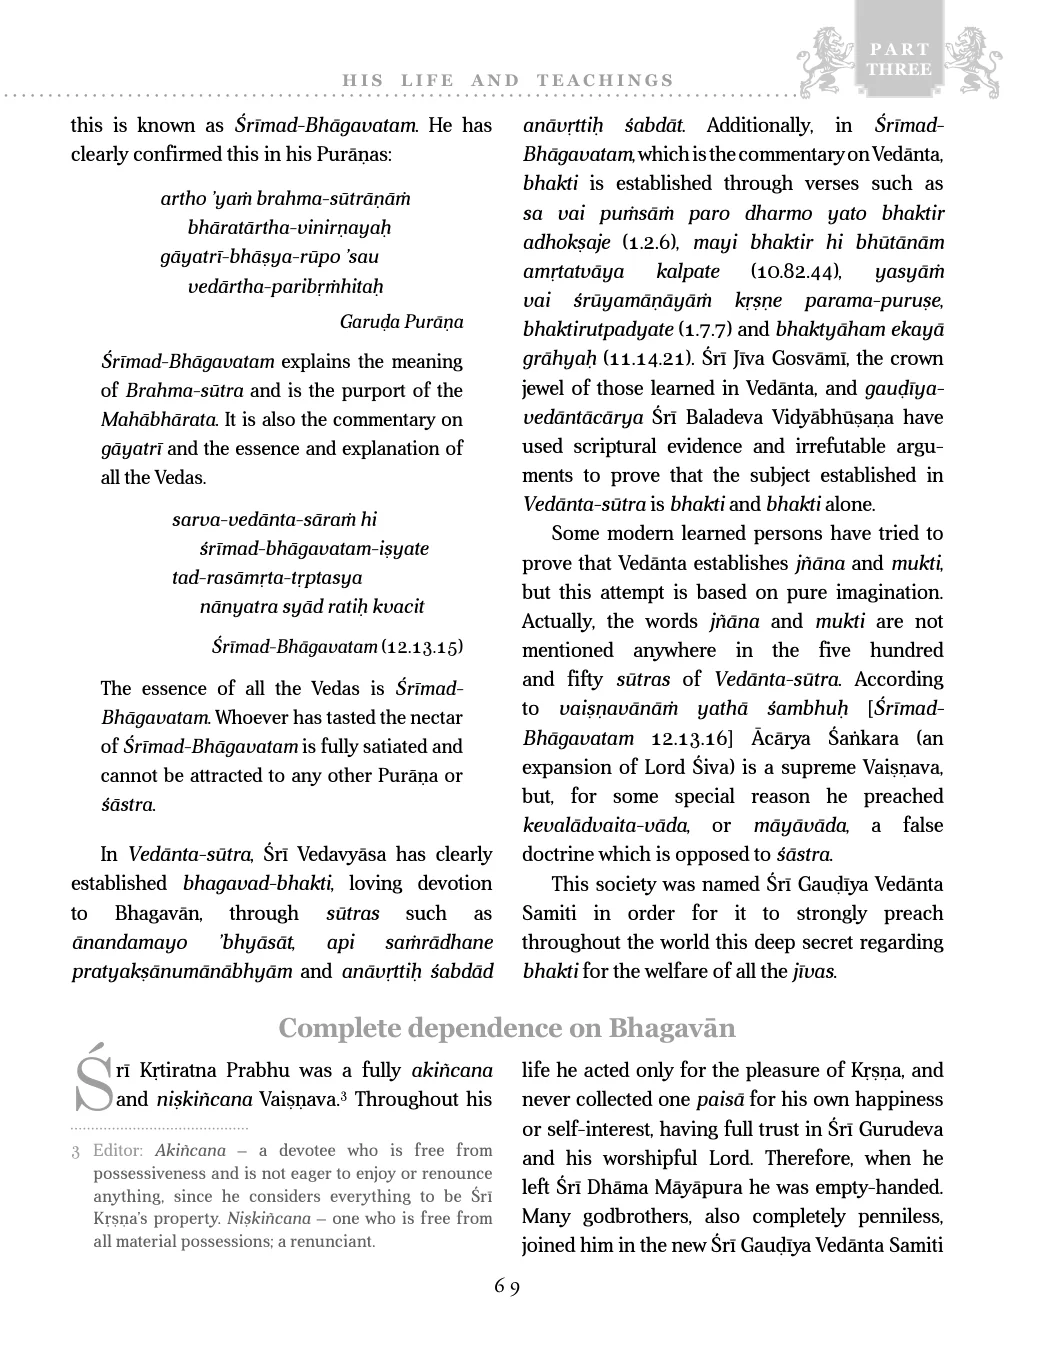 PART
THREE
HIS LIFE AND TEACHINGS
this is known as Śrīmad-Bhāgavatam. He has
clearly confirmed this in his Purāṇas:
artho ’yaṁ brahma-sūtrāṇāṁ
bhāratārtha-vinirṇayaḥ
gāyatrī-bhāṣya-rūpo ’sau
vedārtha-paribṛṁhitaḥ
Garuḍa Purāṇa
Śrīmad-Bhāgavatam explains the meaning
of Brahma-sūtra and is the purport of the
Mahābhārata. It is also the commentary on
gāyatrī and the essence and explanation of
all the Vedas.
sarva-vedānta-sāraṁ hi
śrīmad-bhāgavatam-iṣyate
tad-rasāmṛta-tṛptasya
nānyatra syād ratiḥ kvacit
Śrīmad-Bhāgavatam (12.13.15)
The essence of all the Vedas is Śrīmad-
Bhāgavatam. Whoever has tasted the nectar
of Śrīmad-Bhāgavatam is fully satiated and
cannot be attracted to any other Purāṇa or
śāstra.
In Vedānta-sūtra, Śrī Vedavyāsa has clearly
established bhagavad-bhakti, loving devotion
to Bhagavān, through sūtras such as
ānandamayo ’bhyāsāt, api saṁrādhane
pratyakṣānumānābhyām and anāvṛttiḥ śabdād
anāvṛttiḥ śabdāt. Additionally, in Śrīmad-
Bhāgavatam, which is the commentary on Vedānta,
bhakti is established through verses such as
sa vai puṁsāṁ paro dharmo yato bhaktir
adhokṣaje (1.2.6), mayi bhaktir hi bhūtānām
amṛtatvāya kalpate (10.82.44), yasyāṁ
vai śrūyamāṇāyāṁ kṛṣṇe parama-puruṣe,
bhaktirutpadyate (1.7.7) and bhaktyāham ekayā
grāhyaḥ (11.14.21). Śrī Jīva Gosvāmī, the crown
jewel of those learned in Vedānta, and gauḍīya-
vedāntācārya Śrī Baladeva Vidyābhūṣaṇa have
used scriptural evidence and irrefutable argu-
ments to prove that the subject established in
Vedānta-sūtra is bhakti and bhakti alone.
Some modern learned persons have tried to
prove that Vedānta establishes jñāna and mukti,
but this attempt is based on pure imagination.
Actually, the words jñāna and mukti are not
mentioned anywhere in the five hundred
and fifty sūtras of Vedānta-sūtra. According
to vaiṣṇavānāṁ yathā śambhuḥ [Śrīmad-
Bhāgavatam 12.13.16] Ācārya Śaṅkara (an
expansion of Lord Śiva) is a supreme Vaiṣṇava,
but, for some special reason he preached
kevalādvaita-vāda, or māyāvāda, a false
doctrine which is opposed to śāstra.
This society was named Śrī Gauḍīya Vedānta
Samiti in order for it to strongly preach
throughout the world this deep secret regarding
bhakti for the welfare of all the jīvas.
Complete dependence on Bhagavān
Śrī Kṛtiratna Prabhu was a fully akiñcana
and niṣkiñcana Vaiṣṇava.³ Throughout his
3 Editor: Akiñcana – a devotee who is free from
possessiveness and is not eager to enjoy or renounce
anything, since he considers everything to be Śrī
Kṛṣṇa’s property. Niṣkiñcana – one who is free from
all material possessions; a renunciant.
life he acted only for the pleasure of Kṛṣṇa, and
never collected one paisā for his own happiness
or self-interest, having full trust in Śrī Gurudeva
and his worshipful Lord. Therefore, when he
left Śrī Dhāma Māyāpura he was empty-handed.
Many godbrothers, also completely penniless,
joined him in the new Śrī Gauḍīya Vedānta Samiti
69